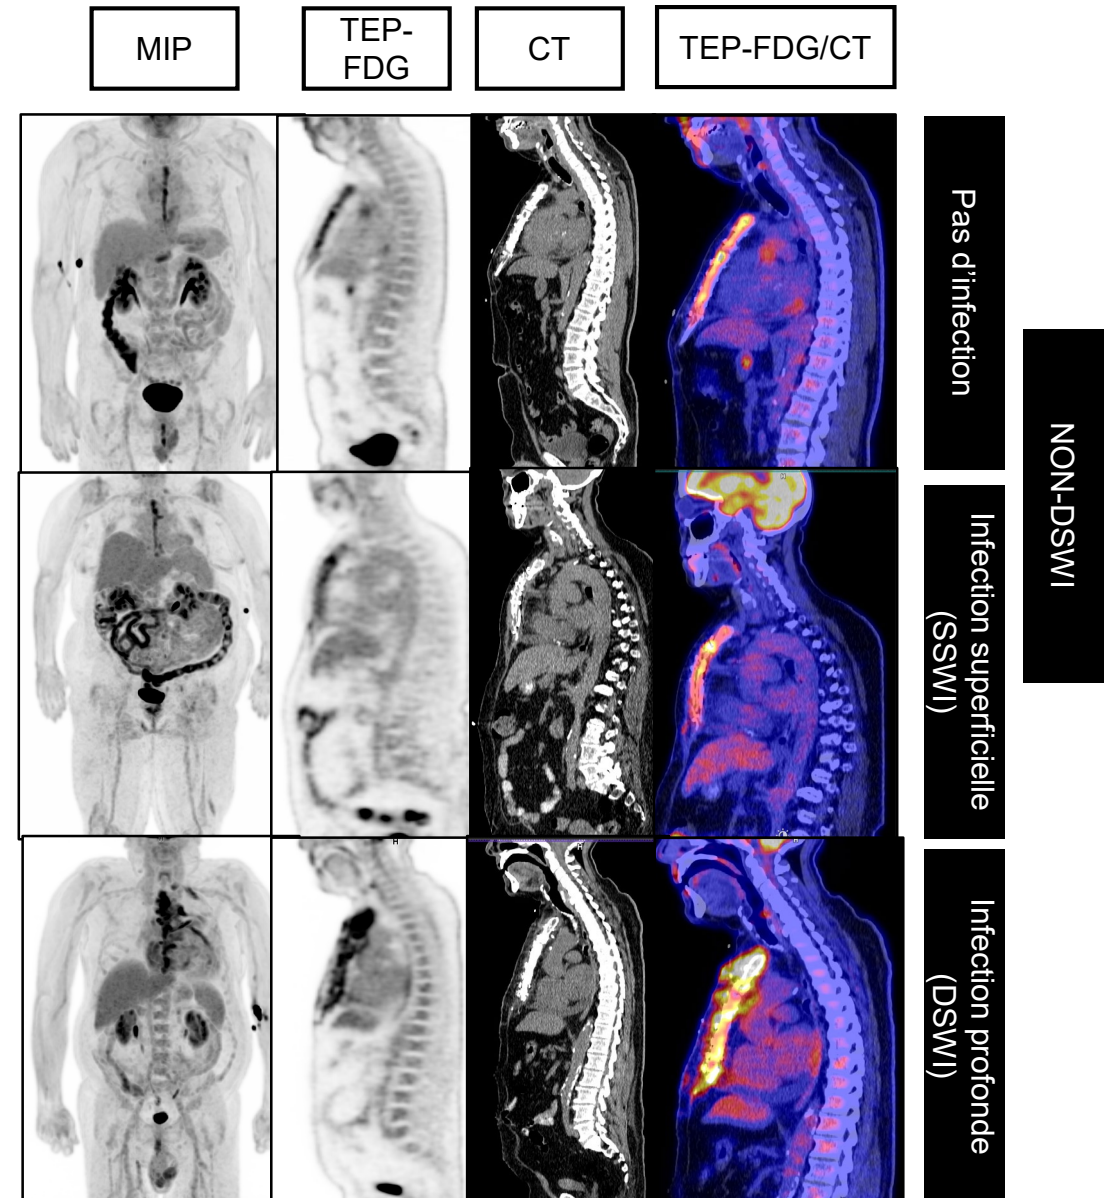 MIP
TEP-
FDG
CT
TEP-FDG/CT
Pas d'infection
NON-DSWI
Infection superficielle
(SSWI)
H
H
H
Infection profonde
(DSWI)